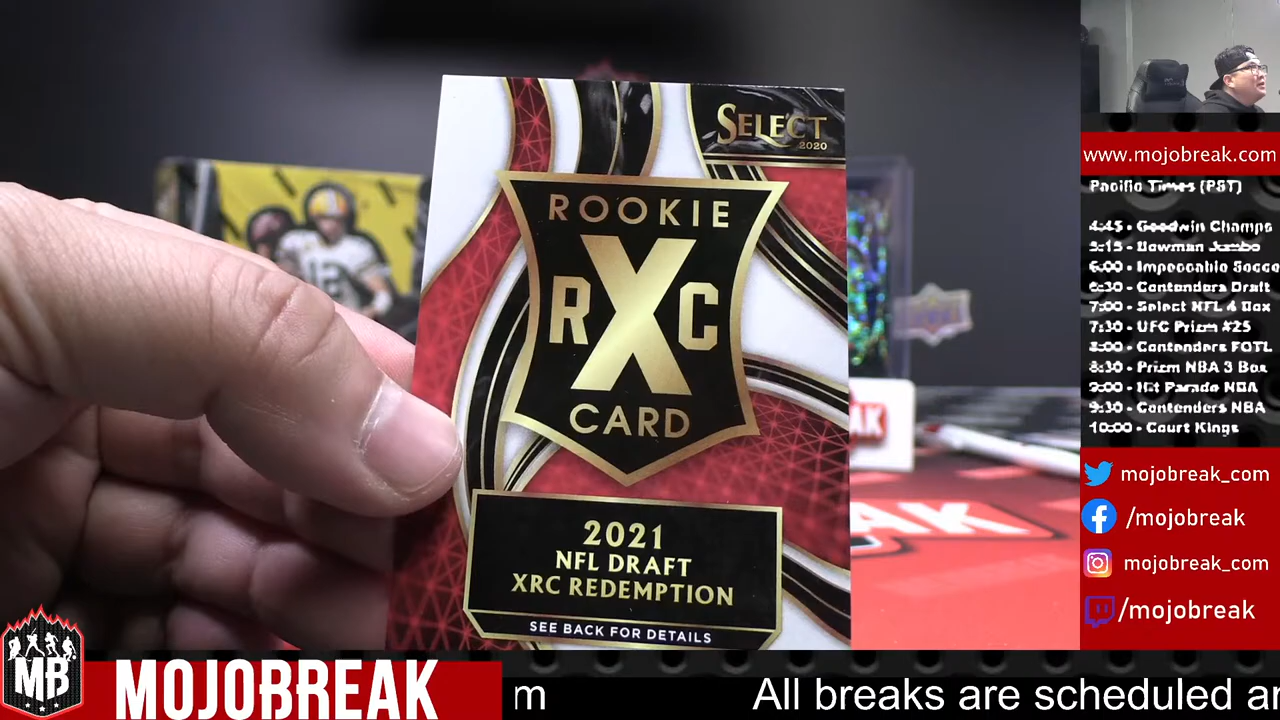 SELECT
2020
ROOKIE
RXC
CARD
2021
NFL DRAFT
XRC REDEMPTION
SEE BACK FOR DETAILS
12
AK
www.mojobreak.com
Pacific Times (PST)
4:45 - Goodwin Champs
5:15 - Bowman Jumbo
6:00 - Impeccable Socce
6:30 - Contenders Draft
7:00 - Select NFL 4 Box
7:30 - UFC Prizm #25
8:00 - Contenders FOTL
8:30 - Prizm NBA 3 Box
9:00 - Hit Parade NBA
9:30 - Contenders NBA
10:00 - Court Kings
mojobreak_com
/mojobreak
mojobreak_com
/mojobreak
MB
MOJOBREAK
m
All breaks are scheduled ar